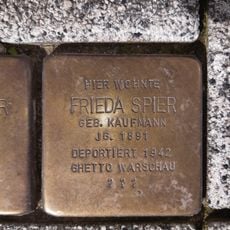 HIER WOHNTE
FRIEDA SPIER
GEB. KAUFMANN
JG. 1891
DEPORTIERT 1942
GHETTO WARSCHAU
? ? ?